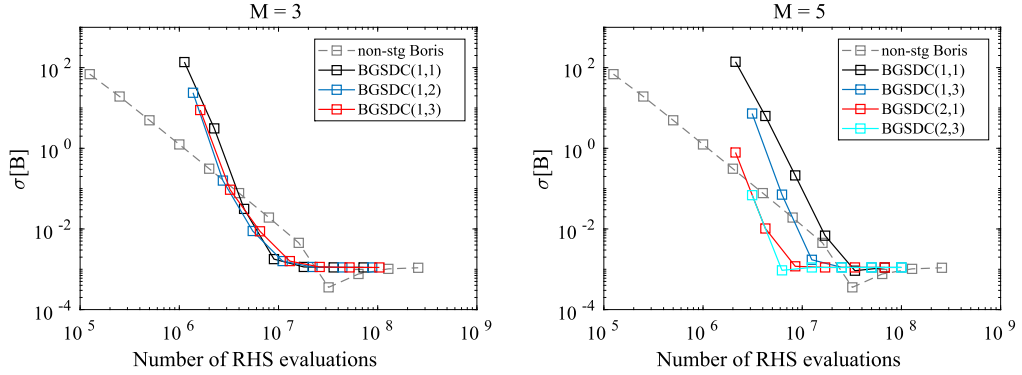 M = 3
σ[B]
10^2
10^0
10^-2
10^-4
10^5
10^6
10^7
10^8
10^9
Number of RHS evaluations
non-stg Boris
BGSDC(1,1)
BGSDC(1,2)
BGSDC(1,3)
M = 5
σ[B]
10^2
10^0
10^-2
10^-4
10^5
10^6
10^7
10^8
10^9
Number of RHS evaluations
non-stg Boris
BGSDC(1,1)
BGSDC(1,3)
BGSDC(2,1)
BGSDC(2,3)